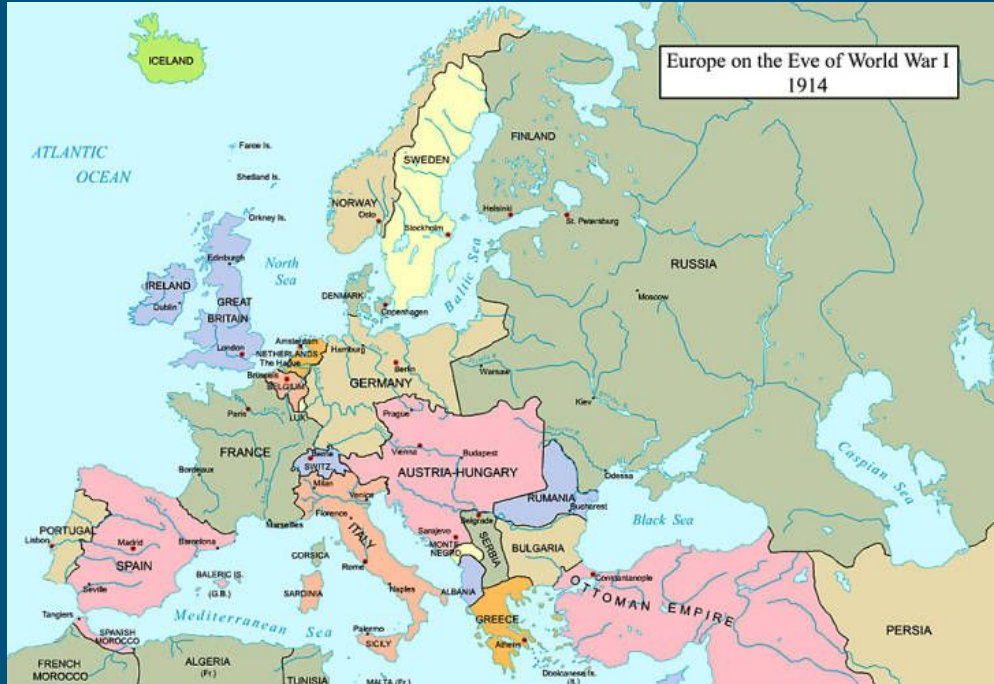 Europe on the Eve of World War I
1914
ICELAND
ATLANTIC
OCEAN
Faroe Is.
Shetland Is.
Orkney Is.
FINLAND
SWEDEN
NORWAY
Oslo
Helsinki
St. Petersburg
Stockholm
Edinburgh
North
Sea
Baltic Sea
RUSSIA
IRELAND
Dublin
GREAT
BRITAIN
DENMARK
Copenhagen
Moscow
London
Amsterdam
NETHERLANDS
The Hague
Hamburg
Berlin
Brussels
BELGIUM
GERMANY
Warsaw
LUX.
Paris
Prague
Kiev
FRANCE
Berne
SWITZ.
Vienna
Budapest
AUSTRIA-HUNGARY
Caspian Sea
Bordeaux
Milan
Venice
Odessa
RUMANIA
Bucharest
Florence
Marseilles
ITALY
Belgrade
Black Sea
PORTUGAL
Lisbon
Madrid
Barcelona
SPAIN
Sarajevo
MONTE
NEGRO
SERBIA
BULGARIA
CORSICA
Rome
Constantinople
OTTOMAN EMPIRE
Seville
BALERIC IS.
(G.B.)
SARDINIA
Naples
ALBANIA
GREECE
Athens
PERSIA
Tangiers
Mediterranean Sea
SPANISH
MOROCCO
Palermo
SICILY
FRENCH
MOROCCO
ALGERIA
(Fr.)
TUNISIA
MALTA (Fr.)